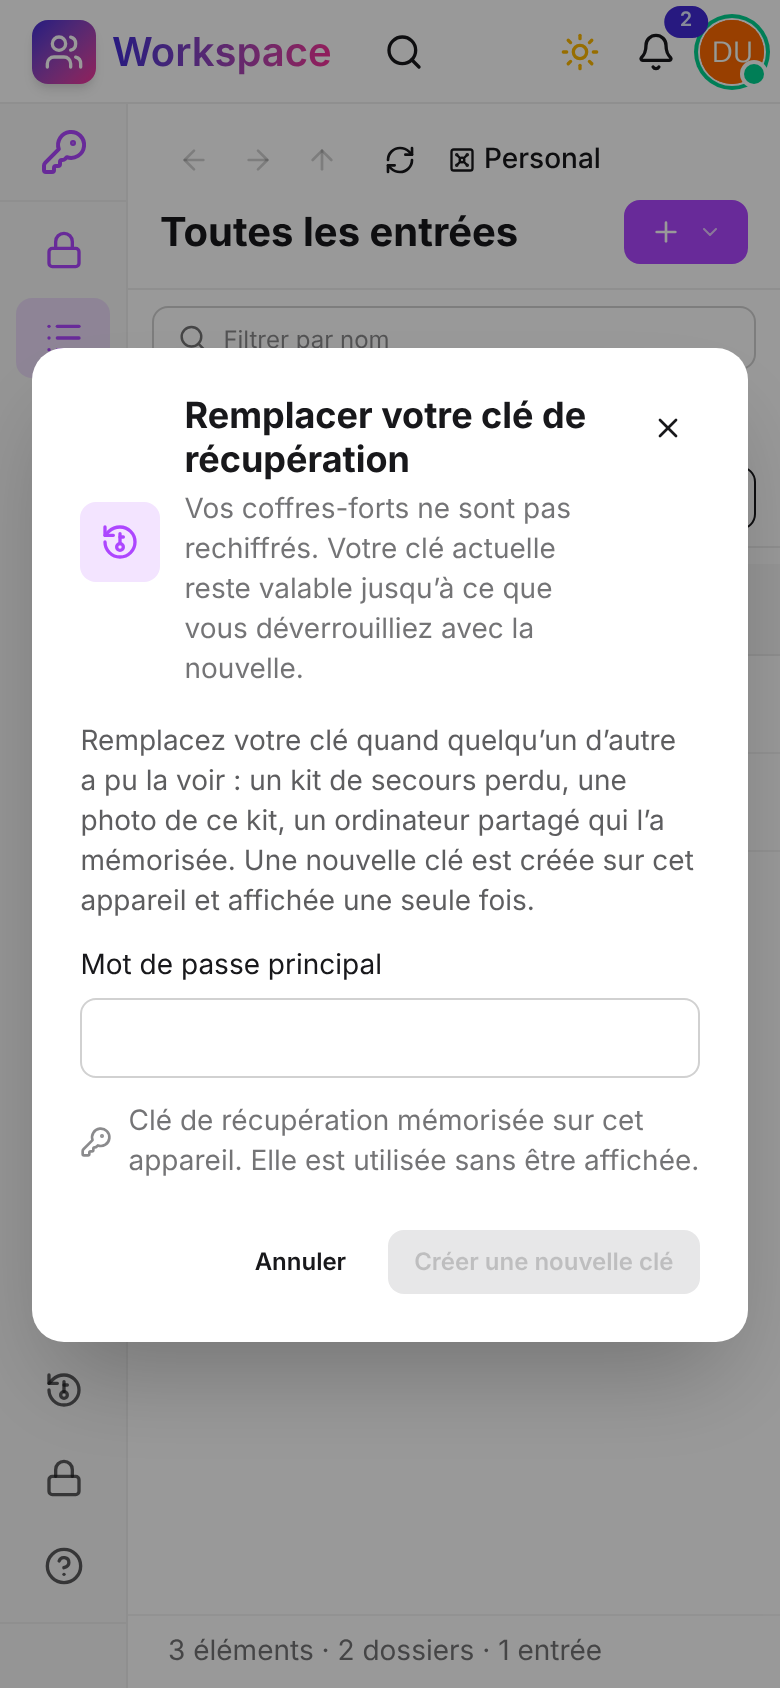 Workspace
2
DU
Personal
Toutes les entrées
Filtrer par nom
Remplacer votre clé de
récupération
Vos coffres-forts ne sont pas
rechiffrés. Votre clé actuelle
reste valable jusqu’à ce que
vous déverrouilliez avec la
nouvelle.
Remplacez votre clé quand quelqu’un d’autre
a pu la voir : un kit de secours perdu, une
photo de ce kit, un ordinateur partagé qui l’a
mémorisée. Une nouvelle clé est créée sur cet
appareil et affichée une seule fois.
Mot de passe principal
Clé de récupération mémorisée sur cet
appareil. Elle est utilisée sans être affichée.
Annuler
Créer une nouvelle clé
3 éléments · 2 dossiers · 1 entrée